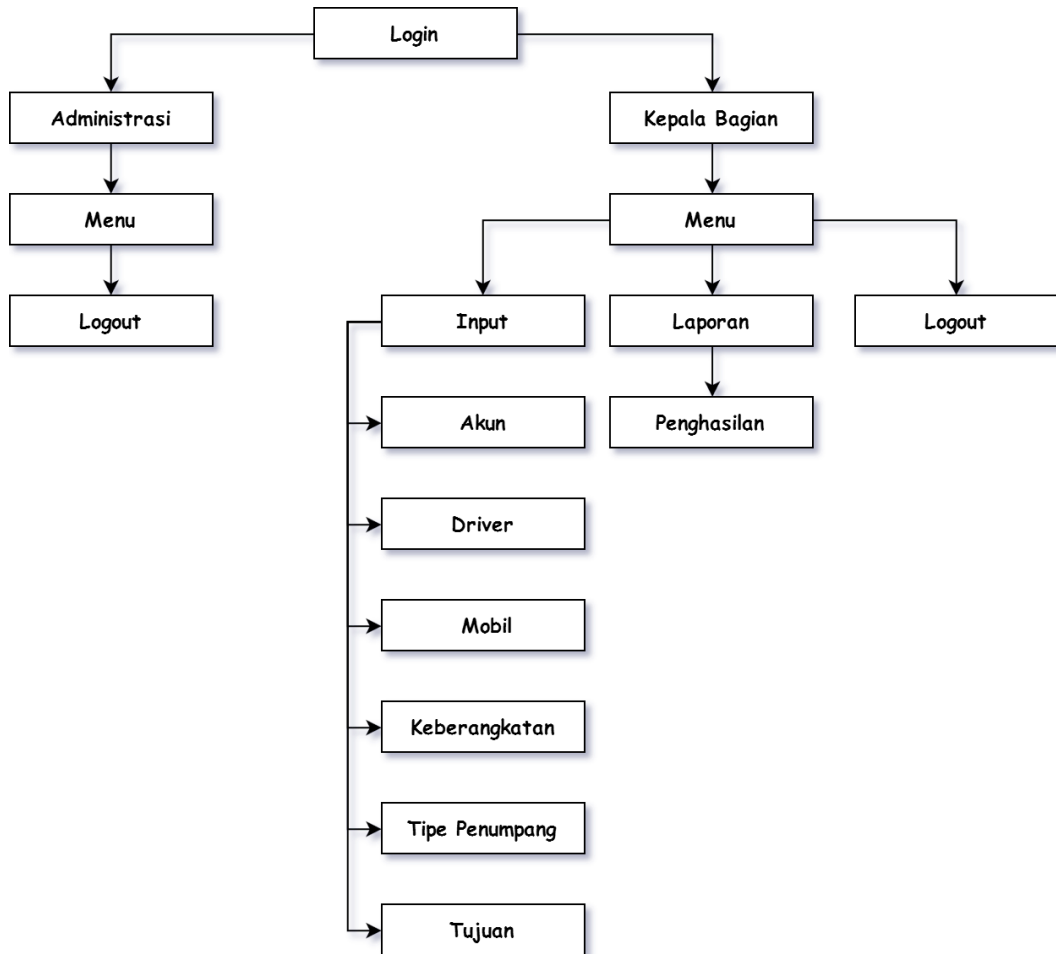 Login
Administrasi
Kepala Bagian
Menu
Menu
Logout
Input
Laporan
Logout
Akun
Penghasilan
Driver
Mobil
Keberangkatan
Tipe Penumpang
Tujuan